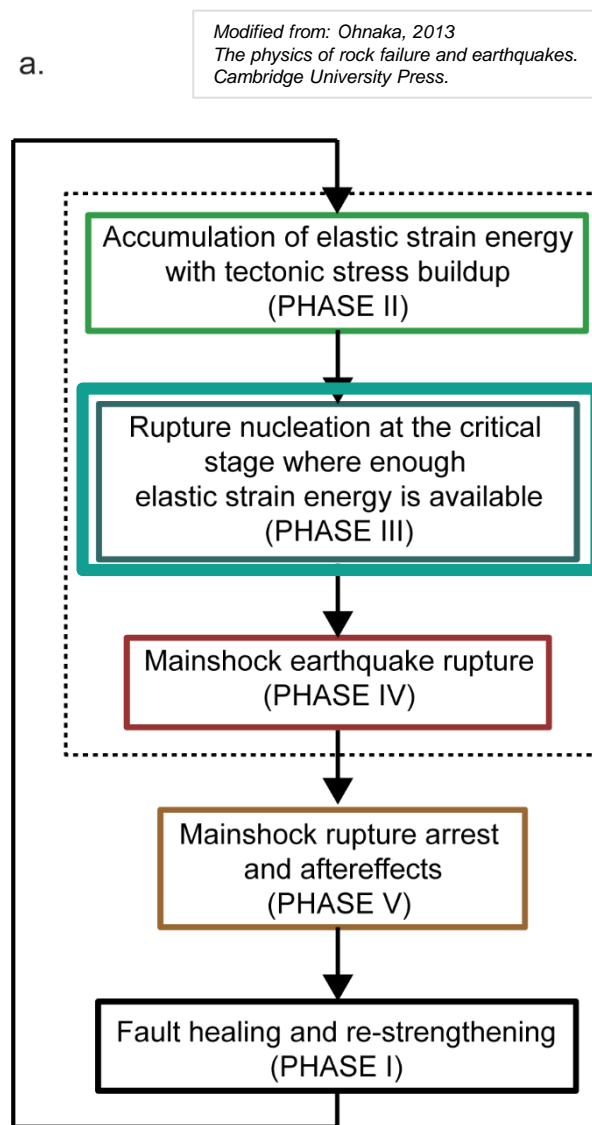 a.
Modified from: Ohnaka, 2013
The physics of rock failure and earthquakes.
Cambridge University Press.
Accumulation of elastic strain energy
with tectonic stress buildup
(PHASE II)
Rupture nucleation at the critical
stage where enough
elastic strain energy is available
(PHASE III)
Mainshock earthquake rupture
(PHASE IV)
Mainshock rupture arrest
and aftereffects
(PHASE V)
Fault healing and re-strengthening
(PHASE I)